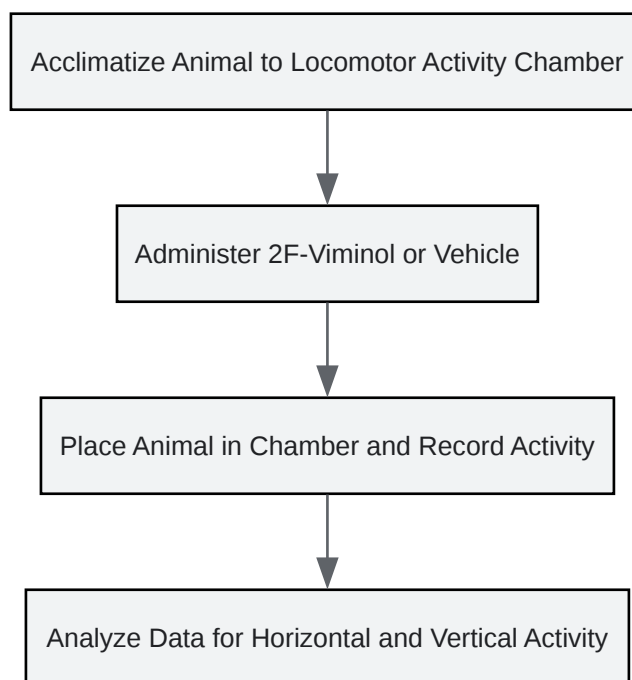 Acclimatize Animal to Locomotor Activity Chamber
Administer 2F-Viminol or Vehicle
Place Animal in Chamber and Record Activity
Analyze Data for Horizontal and Vertical Activity